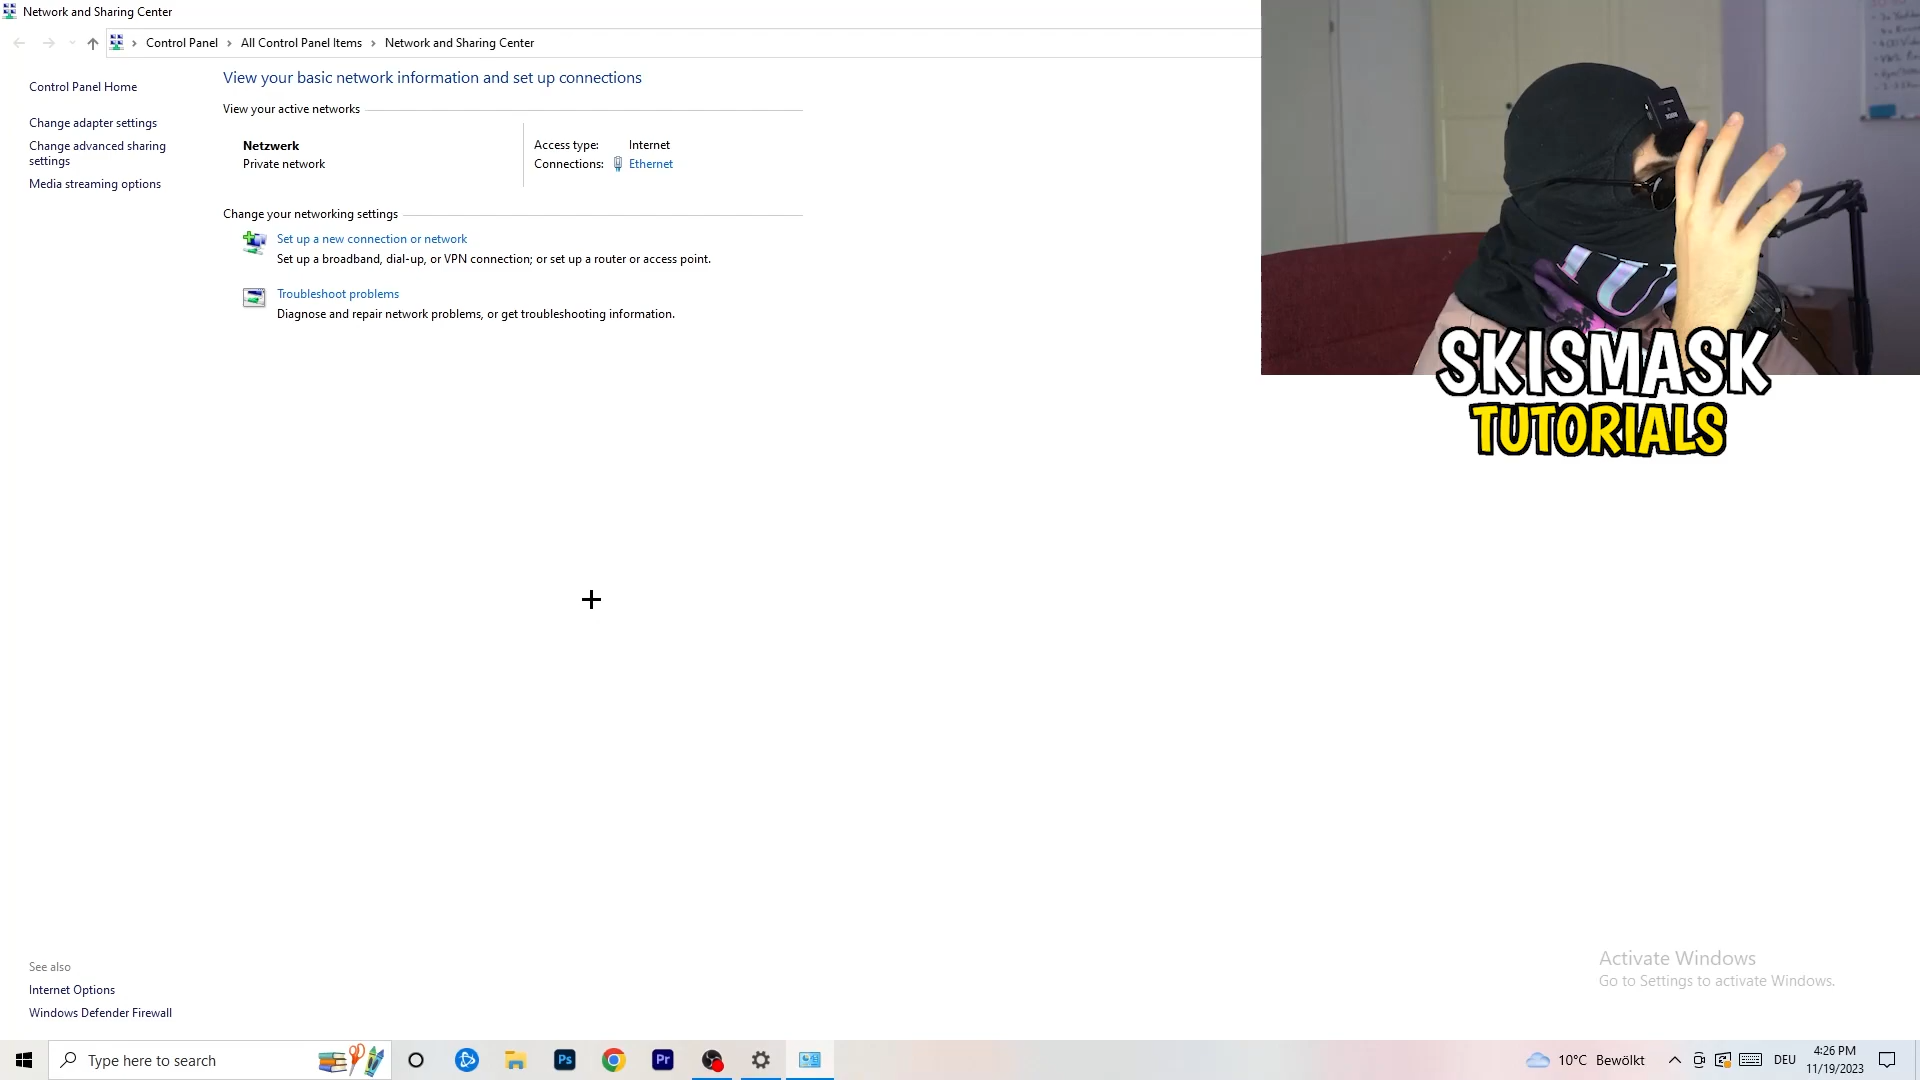 Network and Sharing Center
Control Panel › All Control Panel Items › Network and Sharing Center
Control Panel Home
Change adapter settings
Change advanced sharing
settings
Media streaming options
View your basic network information and set up connections
View your active networks
Netzwerk
Private network
Access type: Internet
Connections: Ethernet
Change your networking settings
Set up a new connection or network
Set up a broadband, dial-up, or VPN connection; or set up a router or access point.
Troubleshoot problems
Diagnose and repair network problems, or get troubleshooting information.
SKISMASK
TUTORIALS
Activate Windows
Go to Settings to activate Windows.
See also
Internet Options
Windows Defender Firewall
Type here to search
Ps
Pr
10°C Bewölkt
DEU
4:26 PM
11/19/2023